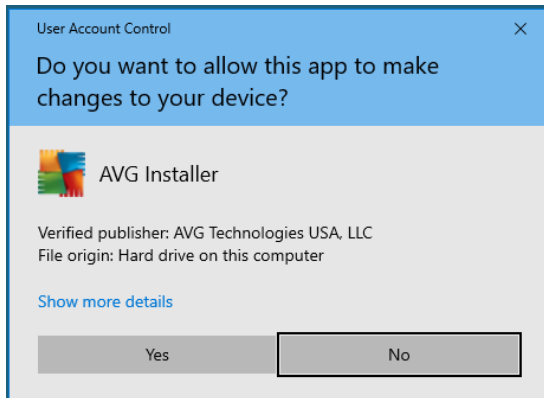 User Account Control
Do you want to allow this app to make
changes to your device?
AVG Installer
Verified publisher: AVG Technologies USA, LLC
File origin: Hard drive on this computer
Show more details
Yes
No